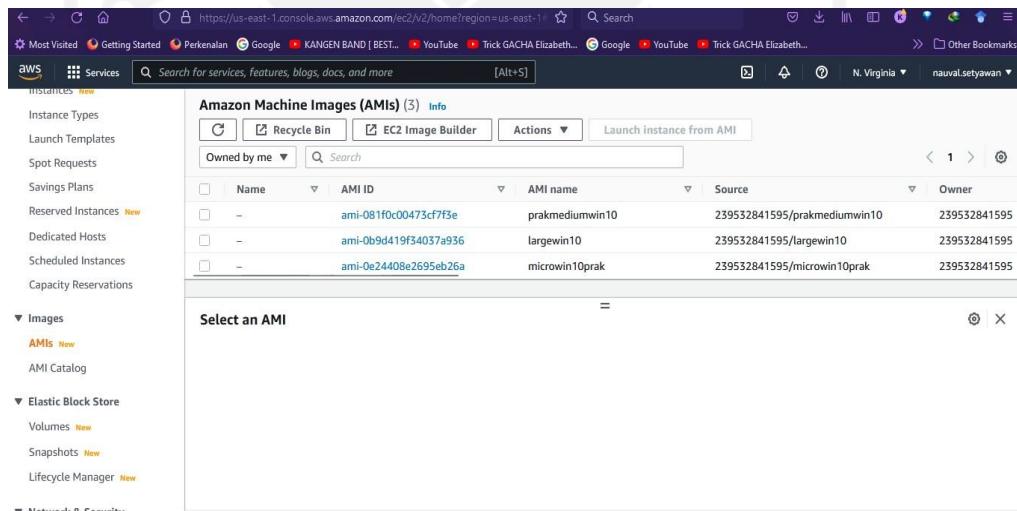 https://us-east-1.console.aws.amazon.com/ec2/v2/home?region=us-east-1
Search
Most Visited Getting Started Perkenalan Google KANGEN BAND | BEST... YouTube Trick GACHA Elizabeth... Google YouTube Trick GACHA Elizabeth... Other Bookmarks
aws Services Search for services, features, blogs, docs, and more [Alt+S] N. Virginia nauval.setyawan
Instances New
Instance Types
Launch Templates
Spot Requests
Savings Plans
Reserved Instances New
Dedicated Hosts
Scheduled Instances
Capacity Reservations
Images
AMIs New
AMI Catalog
Elastic Block Store
Volumes New
Snapshots New
Lifecycle Manager New
Network & Security
Amazon Machine Images (AMIs) (3) Info
Recycle Bin EC2 Image Builder Actions Launch instance from AMI
Owned by me Search 1
Name AMI ID AMI name Source Owner
– ami-081f0c00473cf7f3e prakmediumwin10 239532841595/prakmediumwin10 239532841595
– ami-0b9d419f34037a936 largewin10 239532841595/largewin10 239532841595
– ami-0e24408e2695eb26a microwin10prak 239532841595/microwin10prak 239532841595
Select an AMI